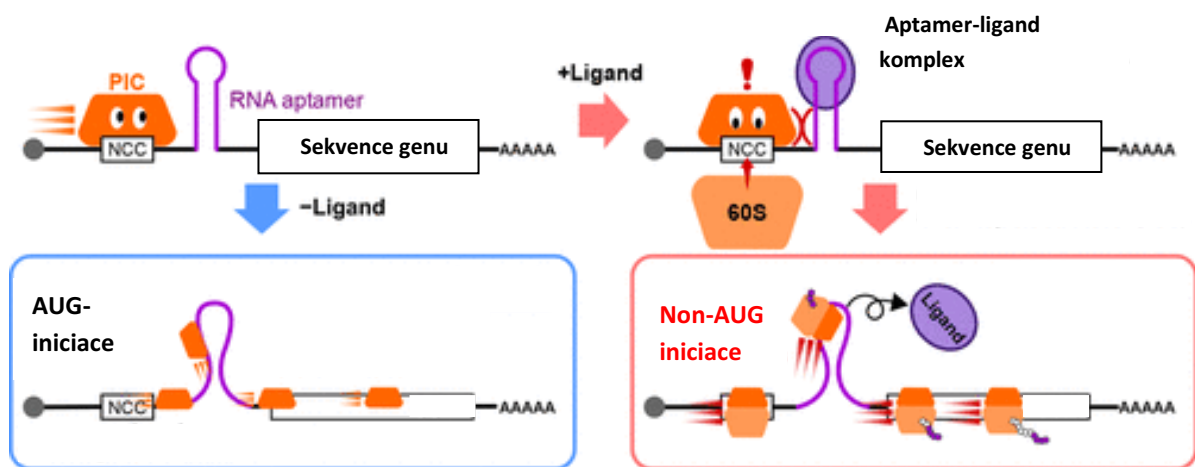 PIC
RNA aptamer
NCC
Sekvence genu
AAAAA
+Ligand
Aptamer-ligand
komplex
!
NCC
Sekvence genu
AAAAA
60S
−Ligand
AUG-
iniciace
NCC
AAAAA
Non-AUG
iniciace
Ligand
NCC
AAAAA